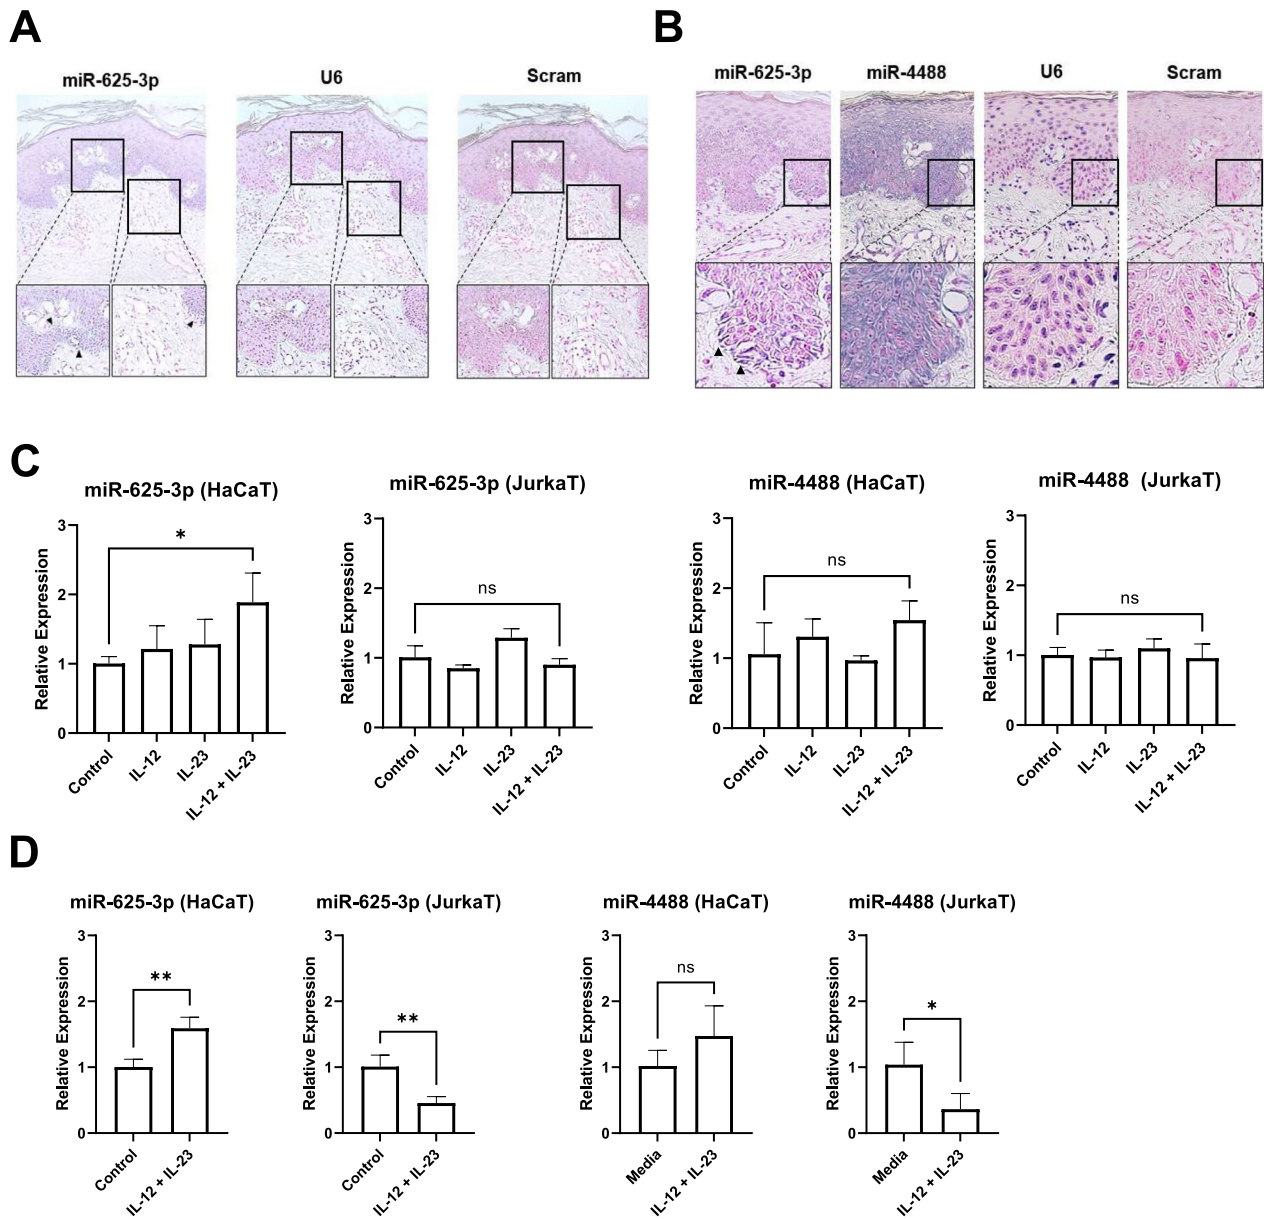 A
B
miR-625-3p
U6
Scram
miR-625-3p
miR-4488
U6
Scram
C
miR-625-3p (HaCaT)
Relative Expression
3
2
1
0
*
Control
IL-12
IL-23
IL-12 + IL-23
miR-625-3p (JurkaT)
Relative Expression
3
2
1
0
ns
Control
IL-12
IL-23
IL-12 + IL-23
miR-4488 (HaCaT)
Relative Expression
3
2
1
0
ns
Control
IL-12
IL-23
IL-12 + IL-23
miR-4488 (JurkaT)
Relative Expression
3
2
1
0
ns
Control
IL-12
IL-23
IL-12 + IL-23
D
miR-625-3p (HaCaT)
Relative Expression
3
2
1
0
**
Control
IL-12 + IL-23
miR-625-3p (JurkaT)
Relative Expression
3
2
1
0
**
Control
IL-12 + IL-23
miR-4488 (HaCaT)
Relative Expression
3
2
1
0
ns
Media
IL-12 + IL-23
miR-4488 (JurkaT)
Relative Expression
3
2
1
0
*
Media
IL-12 + IL-23